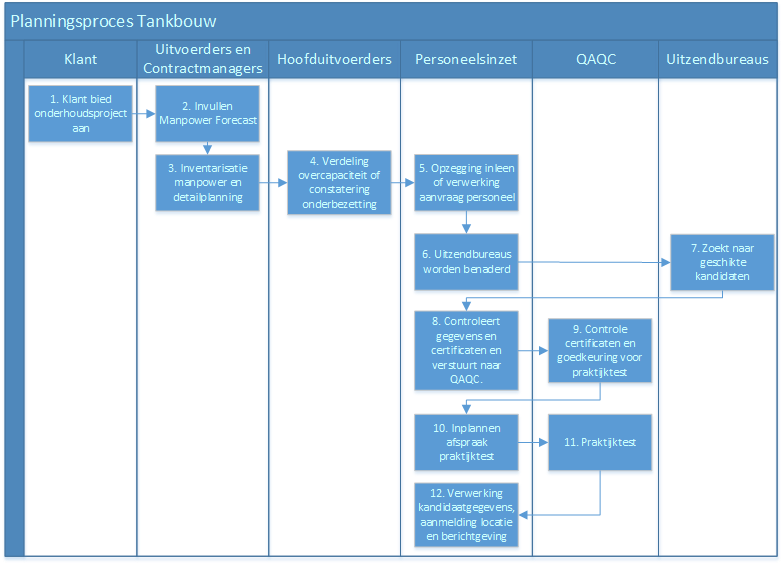 Planningsproces Tankbouw
Klant
Uitvoerders en
Contractmanagers
Hoofduitvoerders
Personeelsinzet
QAQC
Uitzendbureaus
1. Klant bied
onderhoudsproject
aan
2. Invullen
Manpower Forecast
3. Inventarisatie
manpower en
detailplanning
4. Verdeling
overcapaciteit of
constatering
onderbezetting
5. Opzegging inleen
of verwerking
aanvraag personeel
6. Uitzendbureaus
worden benaderd
7. Zoekt naar
geschikte
kandidaten
8. Controleert
gegevens en
certificaten en
verstuurt naar
QAQC.
9. Controle
certificaten en
goedkeuring voor
praktijktest
10. Inplannen
afspraak
praktijktest
11. Praktijktest
12. Verwerking
kandidaatgegevens,
aanmelding locatie
en berichtgeving